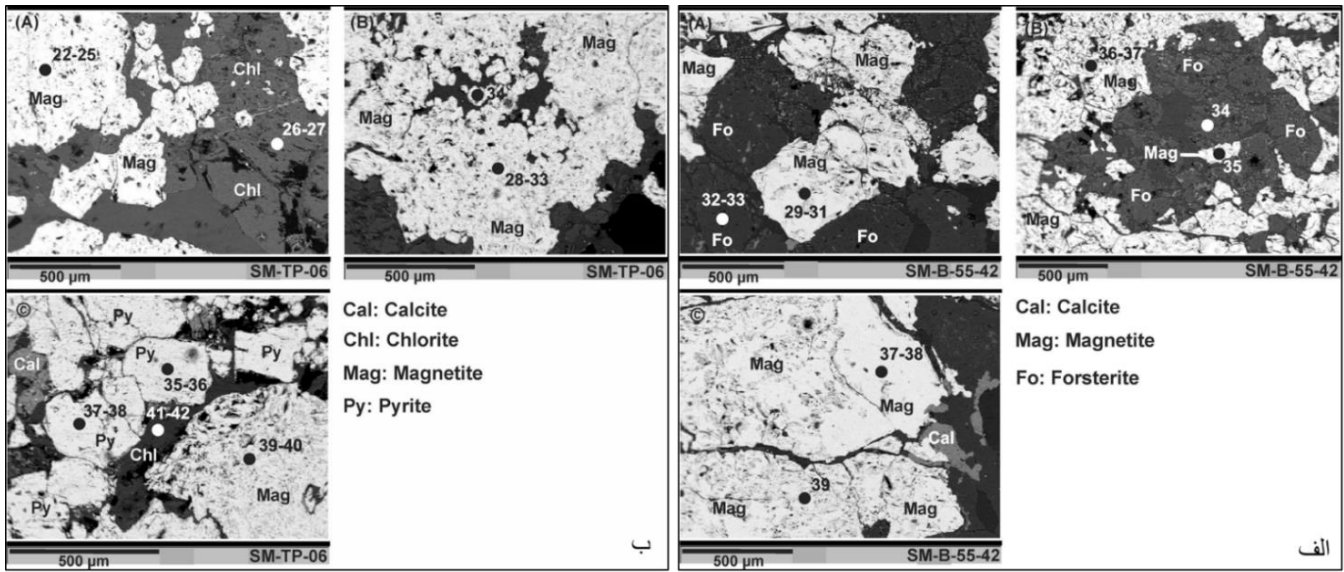 (A)
22-25
Mag
Chl
26-27
Mag
Chl
500 µm
SM-TP-06
(B)
Mag
34
Mag
28-33
Mag
500 µm
SM-TP-06
©
Py
Py
Py
Cal
35-36
37-38
41-42
Py
Chl
39-40
Mag
Py
500 µm
SM-TP-06
Cal: Calcite
Chl: Chlorite
Mag: Magnetite
Py: Pyrite
ب
(A)
Mag
Mag
Fo
Mag
32-33
29-31
Fo
Fo
500 µm
SM-B-55-42
(B)
36-37
Mag
Fo
34
Fo
Mag
35
Fo
Mag
500 µm
SM-B-55-42
©
37-38
Mag
Mag
Cal
39
Mag
Mag
500 µm
SM-B-55-42
Cal: Calcite
Mag: Magnetite
Fo: Forsterite
الف